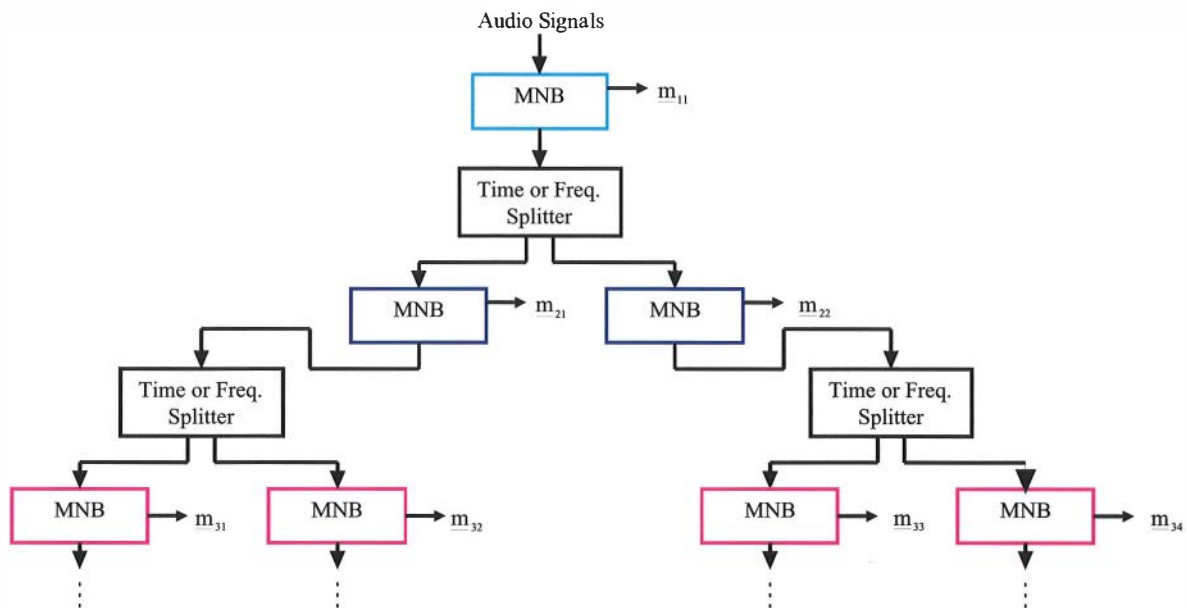 Audio Signals
MNB
m₁₁
Time or Freq.
Splitter
MNB
m₂₁
MNB
m₂₂
Time or Freq.
Splitter
Time or Freq.
Splitter
MNB
m₃₁
MNB
m₃₂
MNB
m₃₃
MNB
m₃₄